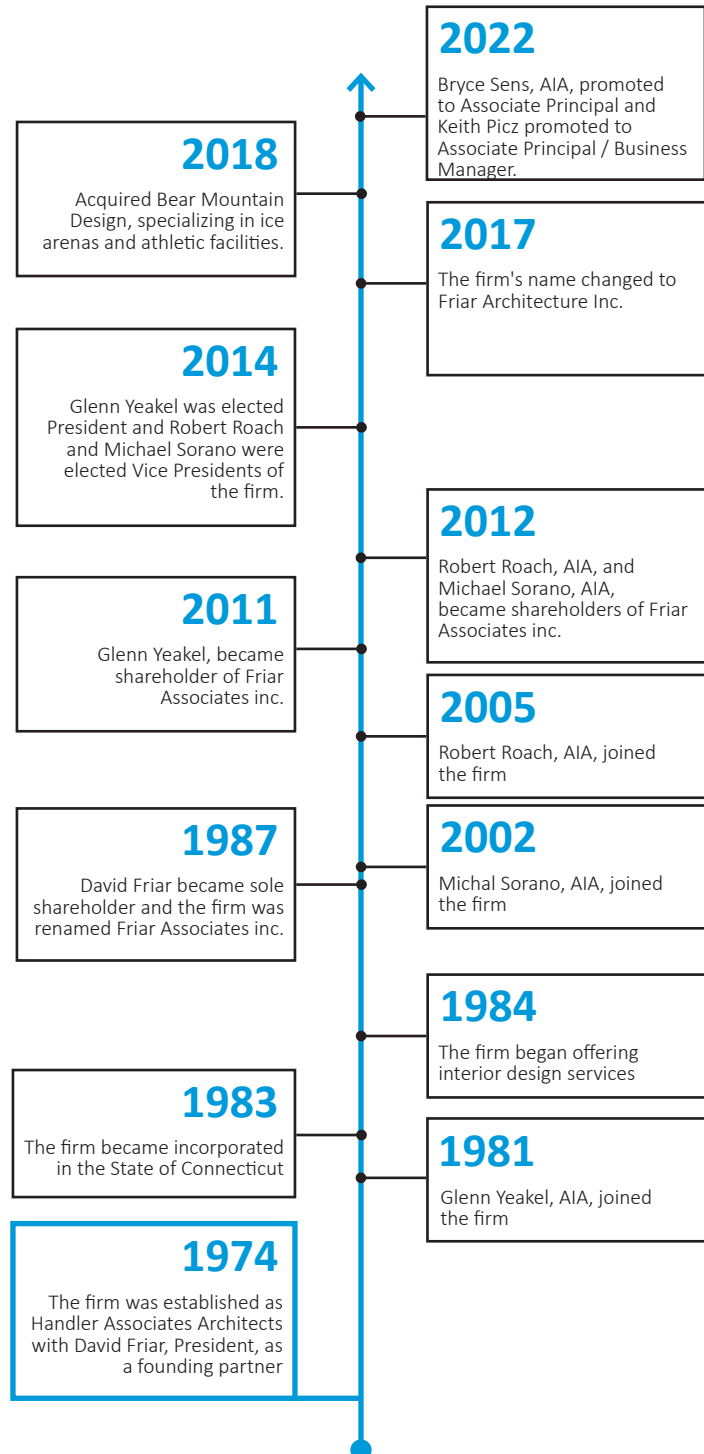 2022
Bryce Sens, AIA, promoted
to Associate Principal and
Keith Picz promoted to
Associate Principal / Business
Manager.
2018
Acquired Bear Mountain
Design, specializing in ice
arenas and athletic facilities.
2017
The firm's name changed to
Friar Architecture Inc.
2014
Glenn Yeakel was elected
President and Robert Roach
and Michael Sorano were
elected Vice Presidents of
the firm.
2012
Robert Roach, AIA, and
Michael Sorano, AIA,
became shareholders of Friar
Associates inc.
2011
Glenn Yeakel, became
shareholder of Friar
Associates inc.
2005
Robert Roach, AIA, joined
the firm
2002
Michal Sorano, AIA, joined
the firm
1987
David Friar became sole
shareholder and the firm was
renamed Friar Associates inc.
1984
The firm began offering
interior design services
1983
The firm became incorporated
in the State of Connecticut
1981
Glenn Yeakel, AIA, joined
the firm
1974
The firm was established as
Handler Associates Architects
with David Friar, President, as
a founding partner